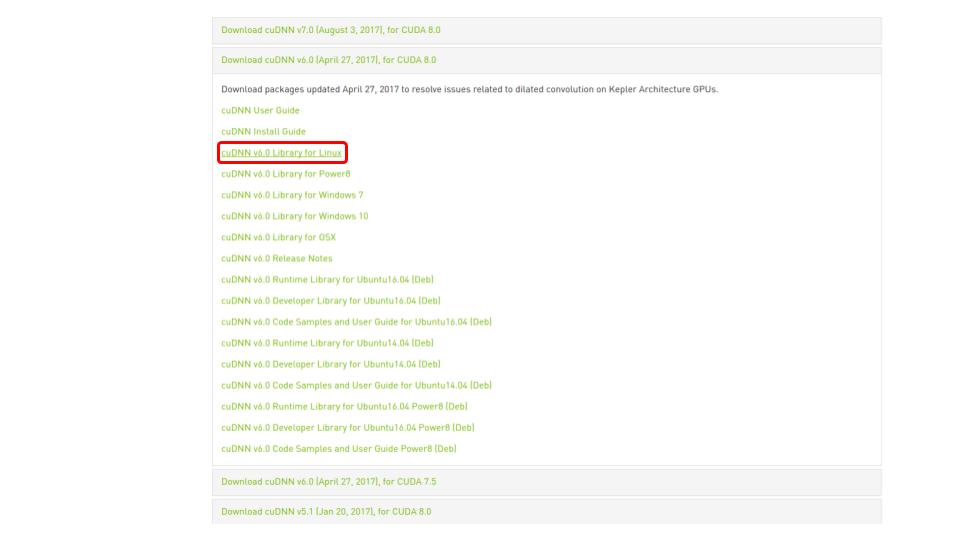 Download cuDNN v7.0 (August 3, 2017), for CUDA 8.0
Download cuDNN v6.0 (April 27, 2017), for CUDA 8.0
Download packages updated April 27, 2017 to resolve issues related to dilated convolution on Kepler Architecture GPUs.
cuDNN User Guide
cuDNN Install Guide
cuDNN v6.0 Library for Linux
cuDNN v6.0 Library for Power8
cuDNN v6.0 Library for Windows 7
cuDNN v6.0 Library for Windows 10
cuDNN v6.0 Library for OSX
cuDNN v6.0 Release Notes
cuDNN v6.0 Runtime Library for Ubuntu16.04 (Deb)
cuDNN v6.0 Developer Library for Ubuntu16.04 (Deb)
cuDNN v6.0 Code Samples and User Guide for Ubuntu16.04 (Deb)
cuDNN v6.0 Runtime Library for Ubuntu14.04 (Deb)
cuDNN v6.0 Developer Library for Ubuntu14.04 (Deb)
cuDNN v6.0 Code Samples and User Guide for Ubuntu14.04 (Deb)
cuDNN v6.0 Runtime Library for Ubuntu16.04 Power8 (Deb)
cuDNN v6.0 Developer Library for Ubuntu16.04 Power8 (Deb)
cuDNN v6.0 Code Samples and User Guide Power8 (Deb)
Download cuDNN v6.0 (April 27, 2017), for CUDA 7.5
Download cuDNN v5.1 (Jan 20, 2017), for CUDA 8.0